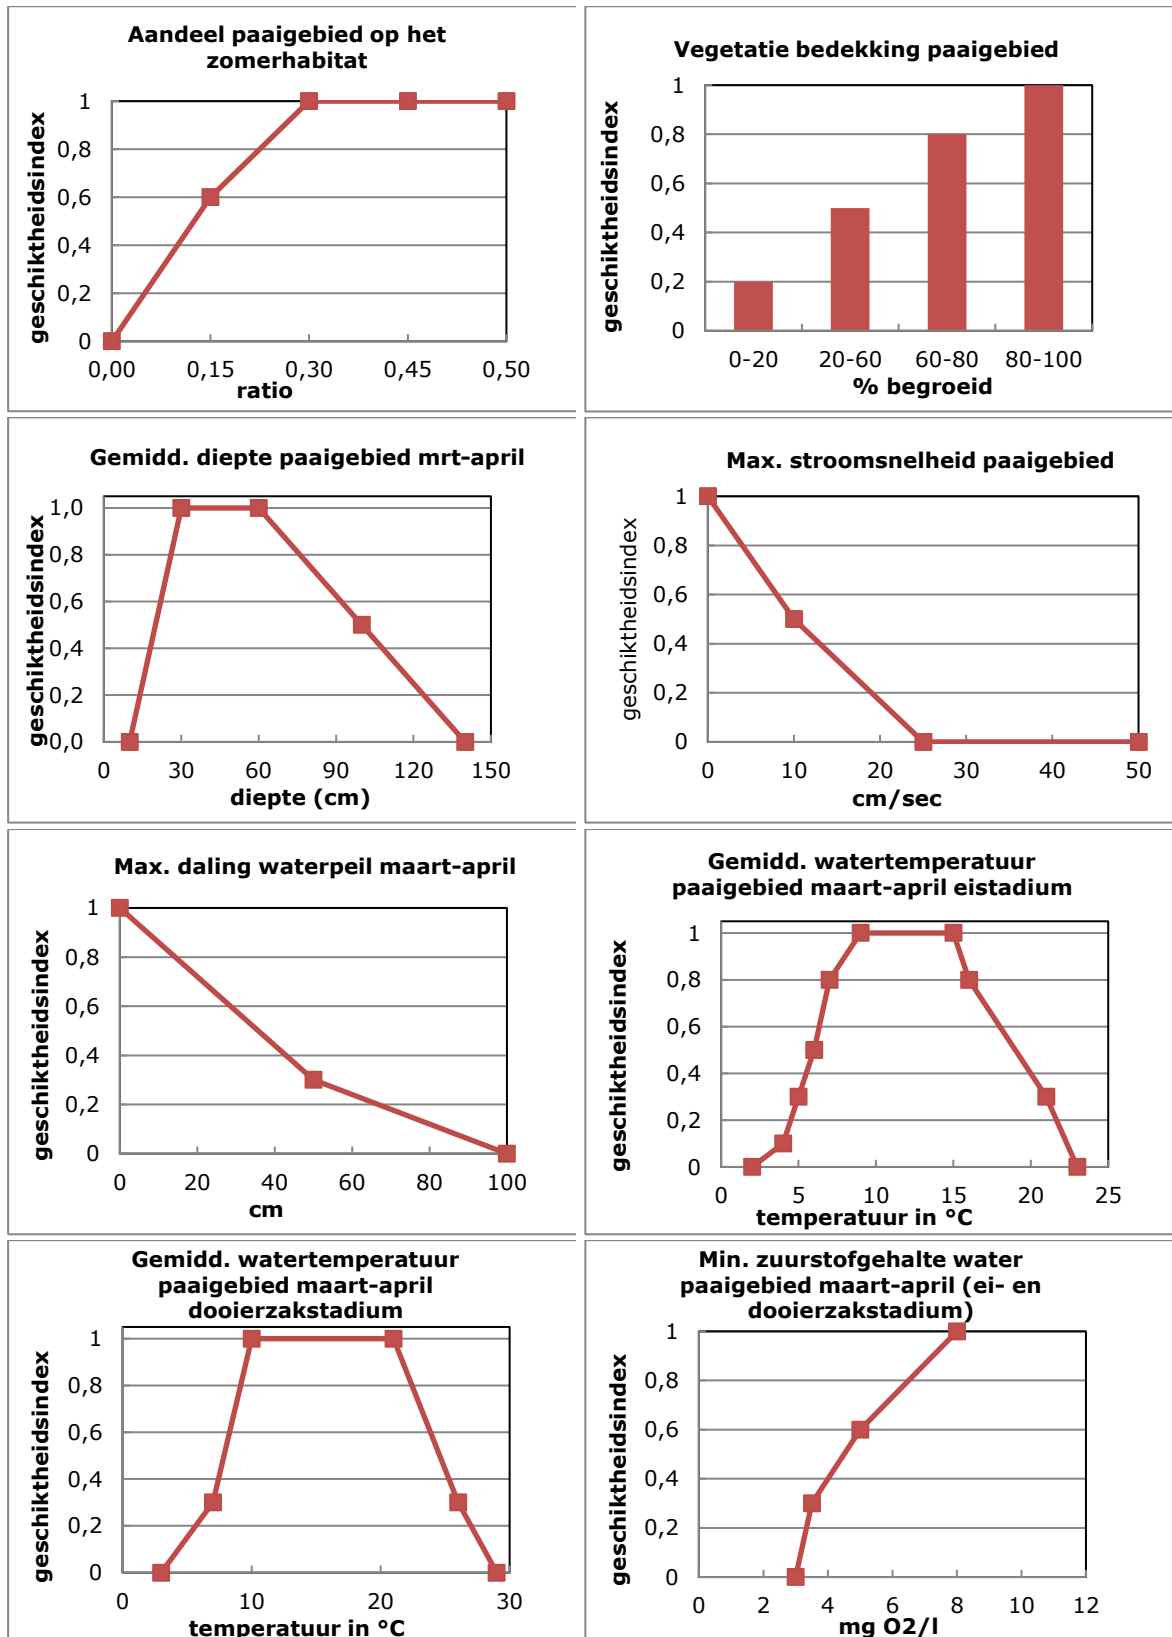 Aandeel paaigebied op het
zomerhabitat
geschiktheidsindex
1
0,8
0,6
0,4
0,2
0
0,00 0,15 0,30 0,45 0,50
ratio
Vegetatie bedekking paaigebied
geschiktheidsindex
1
0,8
0,6
0,4
0,2
0
0-20 20-60 60-80 80-100
% begroeid
Gemidd. diepte paaigebied mrt-april
geschiktheidsindex
1,0
0,8
0,6
0,4
0,2
0,0
0 30 60 90 120 150
diepte (cm)
Max. stroomsnelheid paaigebied
geschiktheidsindex
1
0,8
0,6
0,4
0,2
0
0 10 20 30 40 50
cm/sec
Max. daling waterpeil maart-april
geschiktheidsindex
1
0,8
0,6
0,4
0,2
0
0 20 40 60 80 100
cm
Gemidd. watertemperatuur
paaigebied maart-april eistadium
geschiktheidsindex
1
0,8
0,6
0,4
0,2
0
0 5 10 15 20 25
temperatuur in °C
Gemidd. watertemperatuur
paaigebied maart-april
dooierzakstadium
geschiktheidsindex
1
0,8
0,6
0,4
0,2
0
0 10 20 30
temperatuur in °C
Min. zuurstofgehalte water
paaigebied maart-april (ei- en
dooierzakstadium)
geschiktheidsindex
1
0,8
0,6
0,4
0,2
0
0 2 4 6 8 10 12
mg O2/l